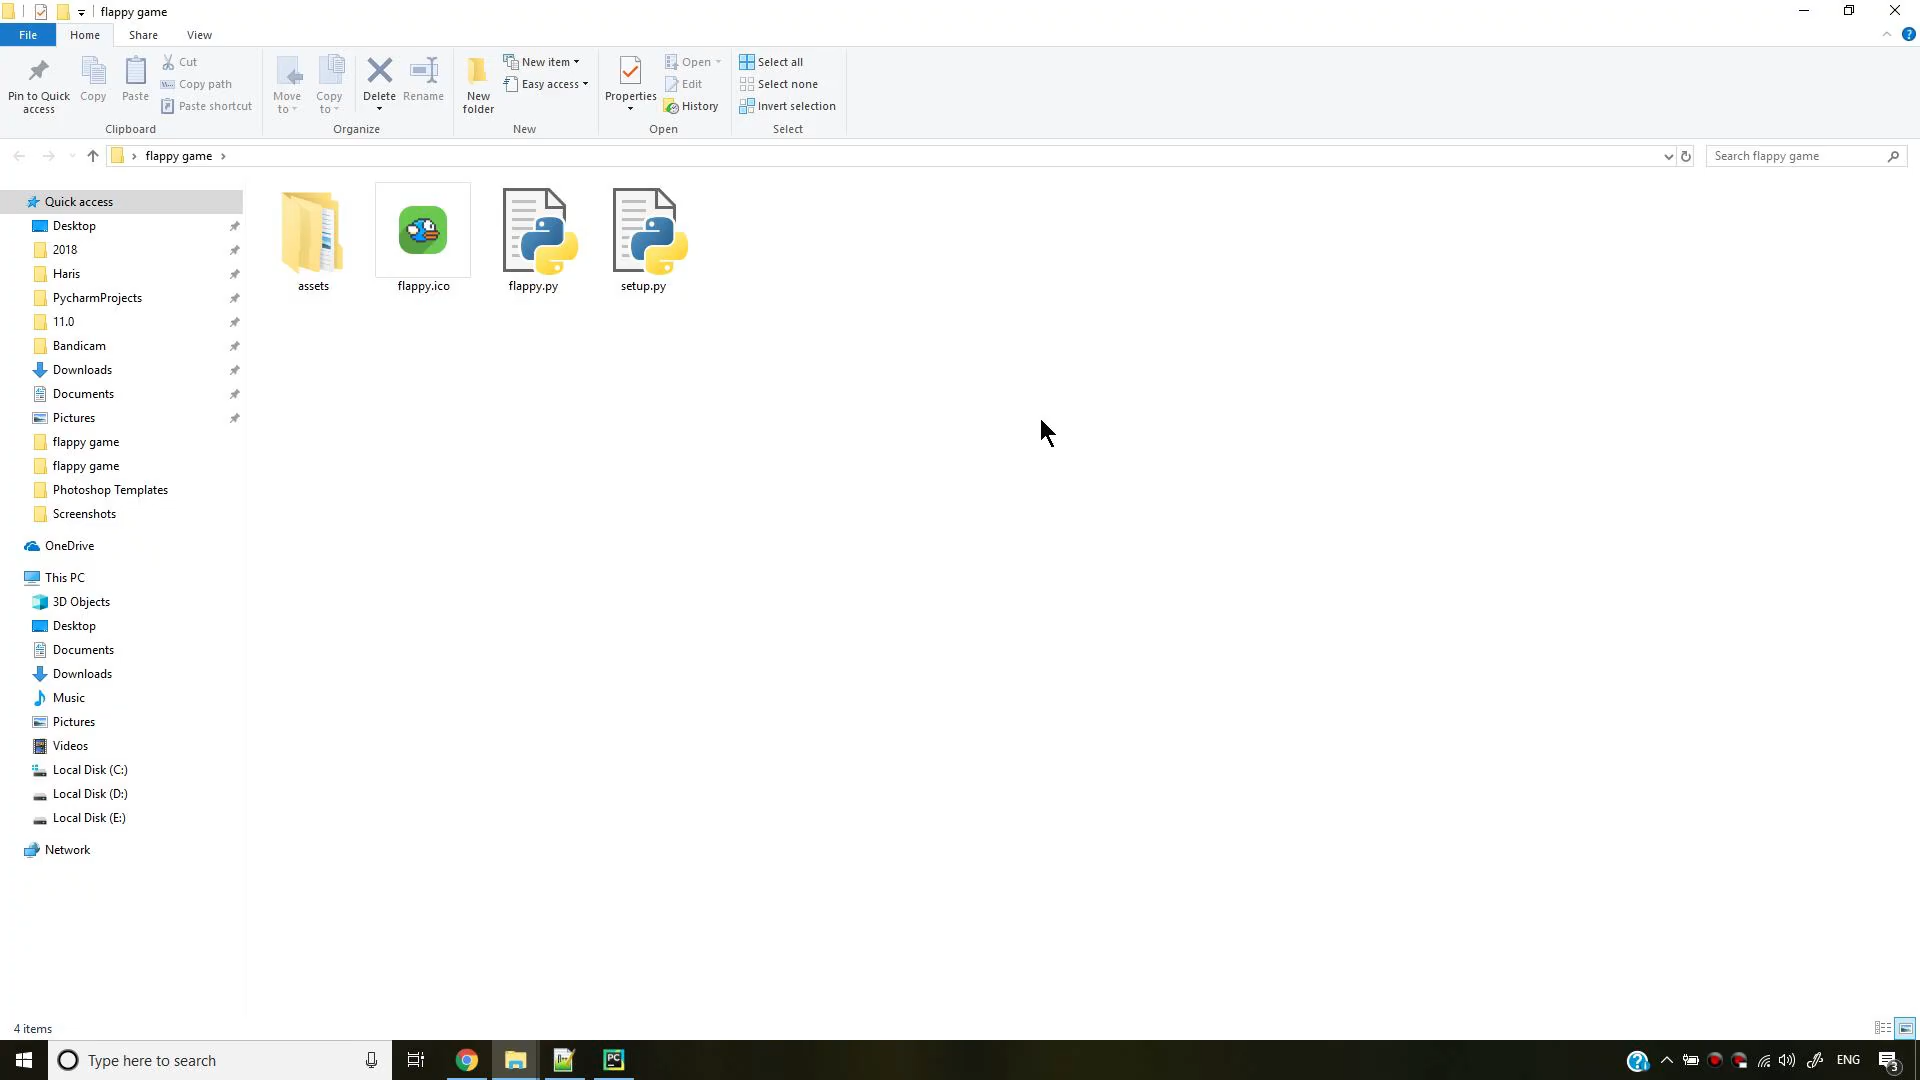 flappy game
File Home Share View
Pin to Quick access
Copy
Paste
Cut
Copy path
Paste shortcut
Clipboard
Move to
Copy to
Delete
Rename
Organize
New folder
New item
Easy access
New
Properties
Open
Edit
History
Open
Select all
Select none
Invert selection
Select
flappy game
Search flappy game
Quick access
Desktop
2018
Haris
PycharmProjects
11.0
Bandicam
Downloads
Documents
Pictures
flappy game
flappy game
Photoshop Templates
Screenshots
OneDrive
This PC
3D Objects
Desktop
Documents
Downloads
Music
Pictures
Videos
Local Disk (C:)
Local Disk (D:)
Local Disk (E:)
Network
assets
flappy.ico
flappy.py
setup.py
4 items
Type here to search
PC
ENG
3